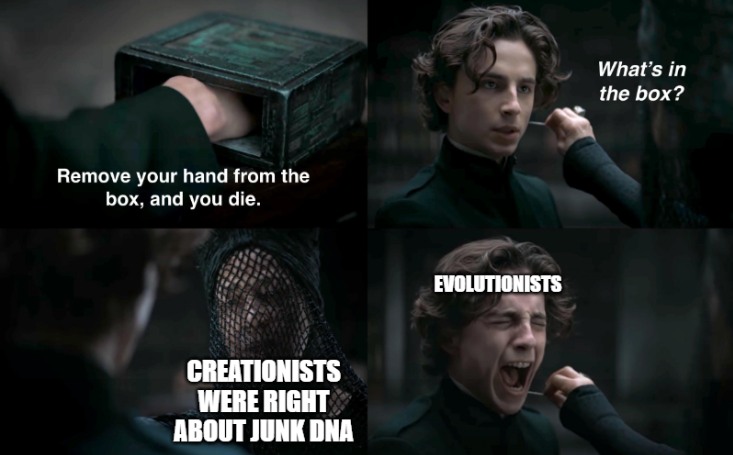 Remove your hand from the
box, and you die.
What's in
the box?
CREATIONISTS
WERE RIGHT
ABOUT JUNK DNA
EVOLUTIONISTS